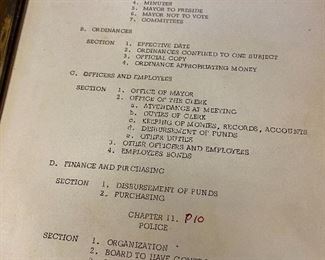 4. MINUTES
5. MAYOR TO PRESIDE
6. MAYOR NOT TO VOTE
7. COMMITTEES
B. ORDINANCES
SECTION 1. EFFECTIVE DATE
2. ORDINANCES CONFINED TO ONE SUBJECT
3. OFFICIAL COPY
4. ORDINANCE APPROPRIATING MONEY
C. OFFICERS AND EMPLOYEES
SECTION 1. OFFICE OF MAYOR
2. OFFICE OF THE CLERK
a. ATTENDANCE AT MEETING
b. DUTIES OF CLERK
c. KEEPING OF MONIES, RECORDS, ACCOUNTS
d. DISBURSEMENT OF FUNDS
e. OTHER DUTIES
3. OTHER OFFICERS AND EMPLOYEES
4. EMPLOYEES BONDS
D. FINANCE AND PURCHASING
SECTION 1. DISBURSEMENT OF FUNDS
2. PURCHASING
CHAPTER 11. P10
POLICE
SECTION 1. ORGANIZATION
2. BOARD TO HAVE